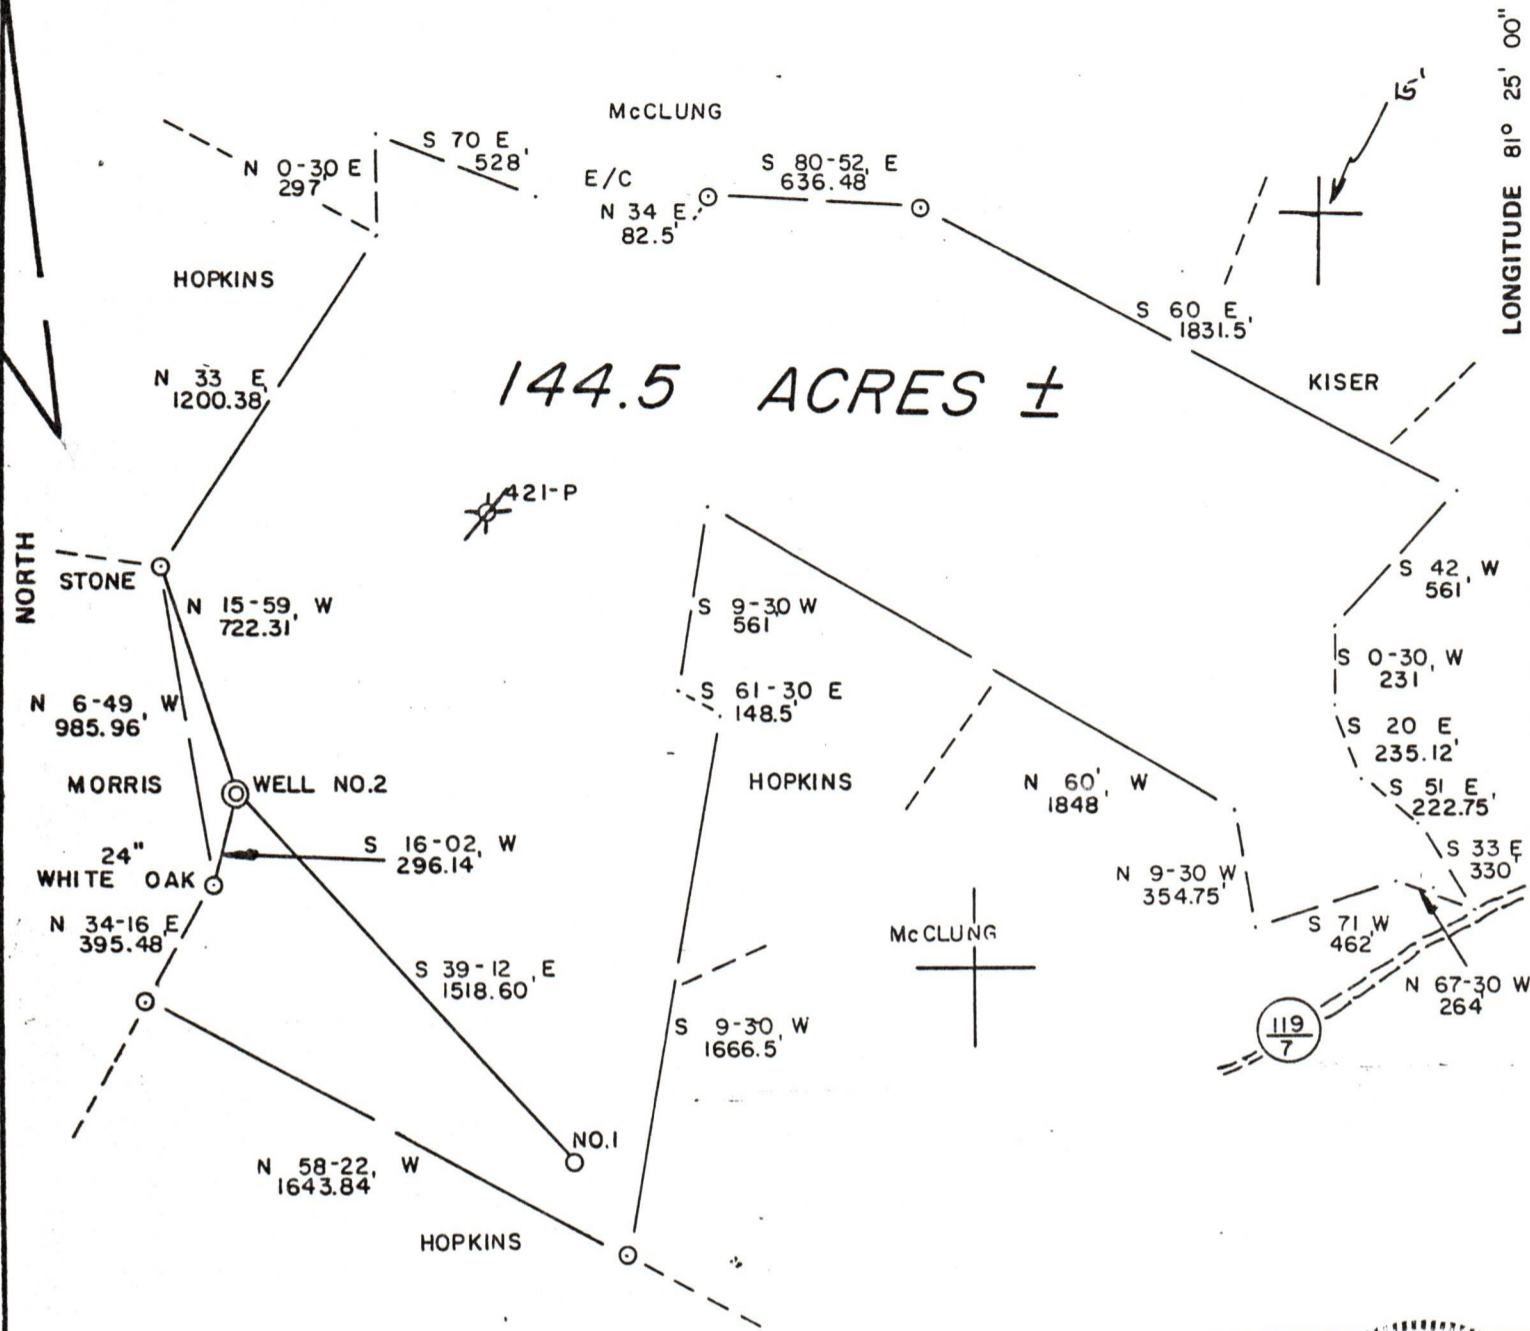 LONGITUDE 81° 25' 00"
15'
McCLUNG
S 70 E
528'
N 0-30 E
297'
E/C
N 34 E
82.5'
S 80-52 E
636.48'
HOPKINS
S 60 E
1831.5'
N 33 E
1200.38'
144.5 ACRES ±
KISER
421-P
NORTH
STONE
S 42 W
561'
N 15-59 W
722.31'
S 9-30 W
561'
S 0-30 W
231'
N 6-49 W
985.96'
S 61-30 E
148.5'
S 20 E
235.12'
MORRIS
WELL NO.2
HOPKINS
N 60' W
1848'
S 51 E
222.75'
24"
WHITE OAK
S 16-02 W
296.14'
S 33 E
330'
N 9-30 W
354.75'
N 34-16 E
395.48'
McCLUNG
S 71 W
462'
S 39-12 E
1518.60'
N 67-30 W
264'
S 9-30 W
1666.5'
119
7
NO.1
N 58-22 W
1643.84'
HOPKINS